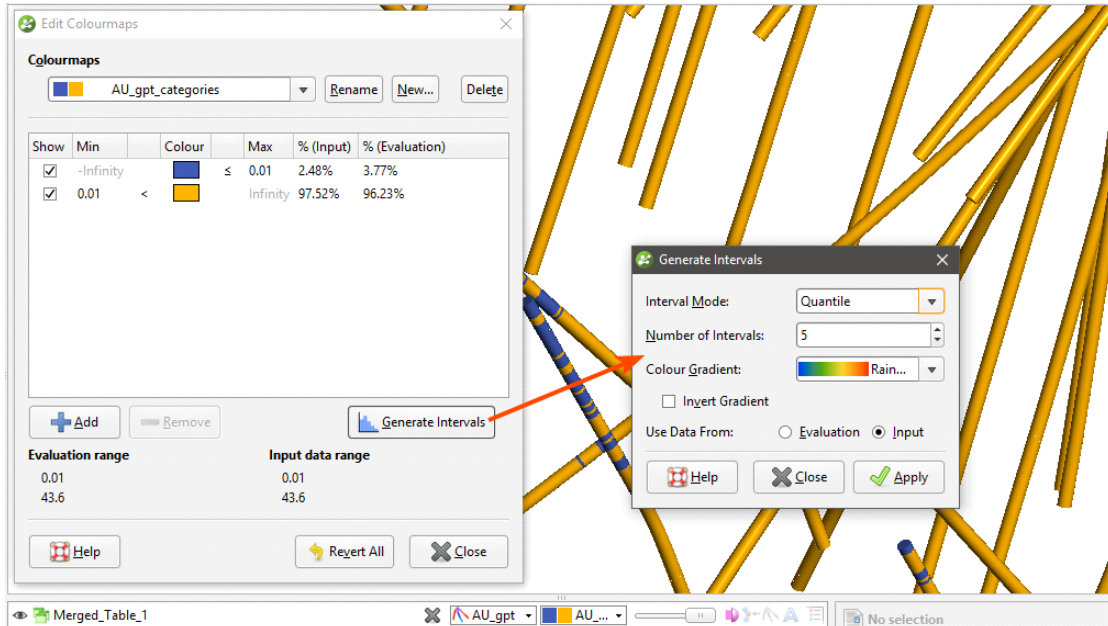 Edit Colourmaps
Colourmaps
AU_gpt_categories
Rename
New...
Delete
Show Min Colour Max % (Input) % (Evaluation)
-Infinity ≤ 0.01 2.48% 3.77%
0.01 < Infinity 97.52% 96.23%
Add
Remove
Generate Intervals
Evaluation range Input data range
0.01 0.01
43.6 43.6
Help
Revert All
Close
Generate Intervals
Interval Mode: Quantile
Number of Intervals: 5
Colour Gradient: Rain...
Invert Gradient
Use Data From: Evaluation Input
Help
Close
Apply
Merged_Table_1 AU_gpt AU_... A No selection